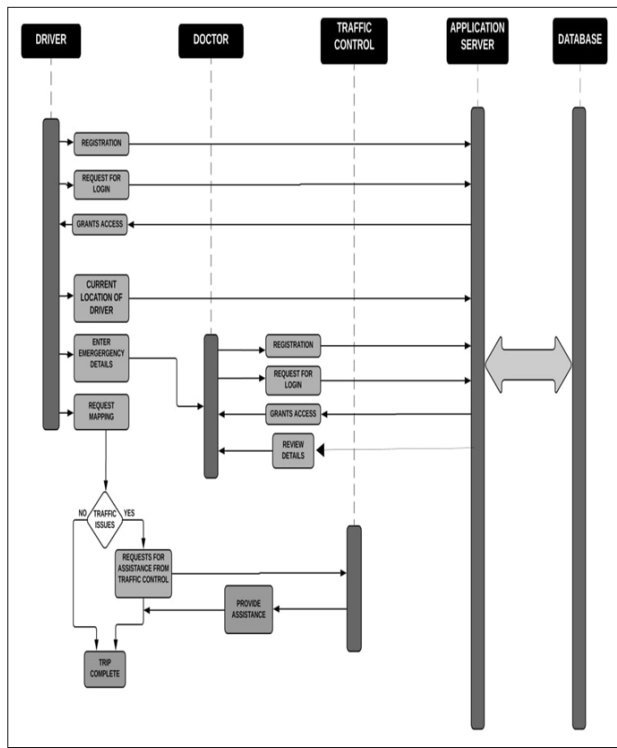 DRIVER
DOCTOR
TRAFFIC
CONTROL
APPLICATION
SERVER
DATABASE
REGISTRATION
REQUEST FOR
LOGIN
GRANTS ACCESS
CURRENT
LOCATION OF
DRIVER
ENTER
EMERGERGENCY
DETAILS
REQUEST
MAPPING
REGISTRATION
REQUEST FOR
LOGIN
GRANTS ACCESS
REVIEW
DETAILS
NO
TRAFFIC
ISSUES
YES
REQUESTS FOR
ASSISTANCE FROM
TRAFFIC CONTROL
PROVIDE
ASSISTANCE
TRIP
COMPLETE